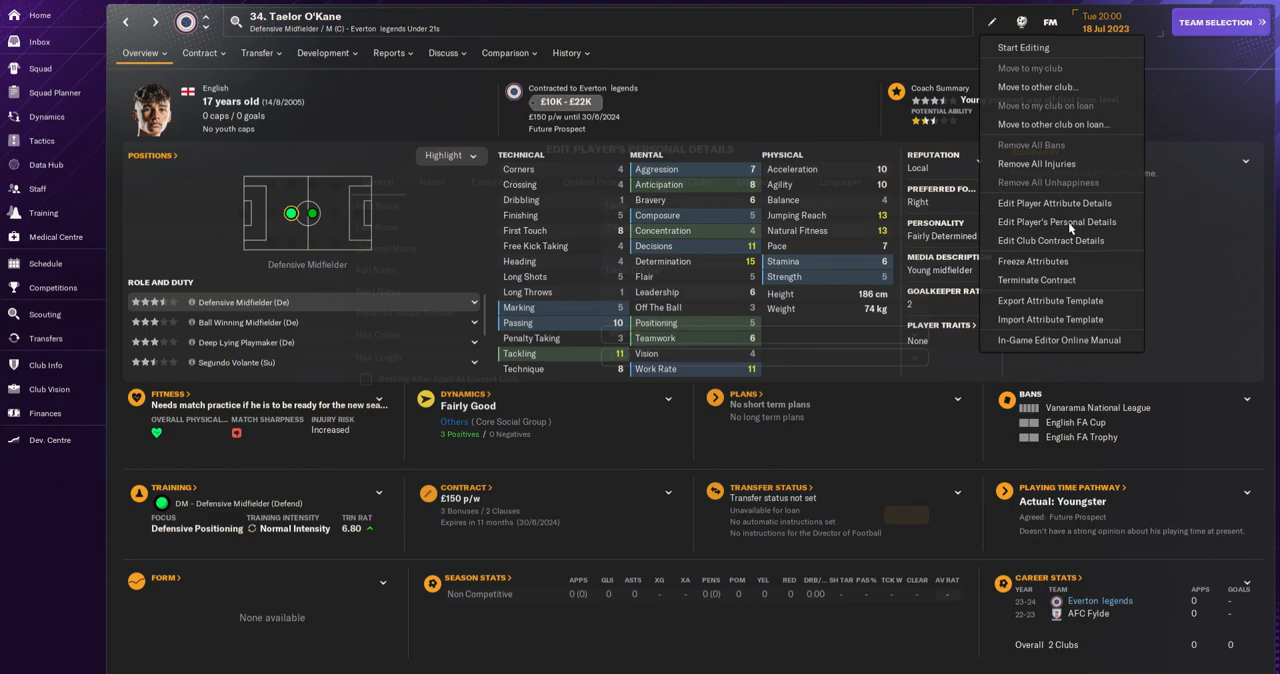 Home
Inbox
Squad
Squad Planner
Dynamics
Tactics
Data Hub
Staff
Training
Medical Centre
Schedule
Competitions
Scouting
Transfers
Club Info
Club Vision
Finances
Dev. Centre
34. Taelor O'Kane
Defensive Midfielder / M (C) - Everton legends Under 21s
FM
Tue 20:00
18 Jul 2023
TEAM SELECTION
Overview
Contract
Transfer
Development
Reports
Discuss
Comparison
History
Start Editing
Move to my club
Move to other club...
Move to my club on loan
Move to other club on loan...
Remove All Bans
Remove All Injuries
Remove All Unhappiness
Edit Player Attribute Details
Edit Player's Personal Details
Edit Club Contract Details
Freeze Attributes
Terminate Contract
Export Attribute Template
Import Attribute Template
In-Game Editor Online Manual
English
17 years old (14/8/2005)
0 caps / 0 goals
No youth caps
Contracted to Everton legends
£10K - £22K
£150 p/w until 30/6/2024
Future Prospect
Coach Summary
POTENTIAL ABILITY
EDIT PLAYER'S PERSONAL DETAILS
POSITIONS
Highlight
Defensive Midfielder
ROLE AND DUTY
Defensive Midfielder (De)
Ball Winning Midfielder (De)
Deep Lying Playmaker (De)
Segundo Volante (Su)
TECHNICAL
Corners 4
Crossing 4
Dribbling 1
Finishing 5
First Touch 8
Free Kick Taking 4
Heading 4
Long Shots 5
Long Throws 1
Marking 5
Passing 10
Penalty Taking 3
Tackling 11
Technique 8
MENTAL
Aggression 7
Anticipation 8
Bravery 6
Composure 5
Concentration 4
Decisions 11
Determination 15
Flair 5
Leadership 6
Off The Ball 3
Positioning 5
Teamwork 6
Vision 4
Work Rate 11
PHYSICAL
Acceleration 10
Agility 10
Balance 4
Jumping Reach 13
Natural Fitness 13
Pace 7
Stamina 6
Strength 5
Height 186 cm
Weight 74 kg
REPUTATION
Local
PREFERRED FO...
Right
PERSONALITY
Fairly Determined
MEDIA DESCRIPTI
Young midfielder
GOALKEEPER RAT
2
PLAYER TRAITS
None
FITNESS
Needs match practice if he is to be ready for the new sea...
OVERALL PHYSICAL... MATCH SHARPNESS INJURY RISK
Increased
DYNAMICS
Fairly Good
Others ( Core Social Group )
3 Positives / 0 Negatives
PLANS
No short term plans
No long term plans
BANS
Vanarama National League
English FA Cup
English FA Trophy
TRAINING
DM - Defensive Midfielder (Defend)
FOCUS TRAINING INTENSITY TRN RAT
Defensive Positioning Normal Intensity 6.80
CONTRACT
£150 p/w
3 Bonuses / 2 Clauses
Expires in 11 months (30/6/2024)
TRANSFER STATUS
Transfer status not set
Unavailable for loan
No automatic instructions set
No instructions for the Director of Football
PLAYING TIME PATHWAY
Actual: Youngster
Agreed: Future Prospect
Doesn't have a strong opinion about his playing time at present.
FORM
None available
SEASON STATS APPS GLS ASTS XG XA PENS POM YEL RED DRB/... SH TAR PAS % TCK W CLEAR AV RAT
Non Competitive 0 (0) 0 0 - - 0 (0) 0 0 0 0.00 - - - - -
CAREER STATS
YEAR TEAM APPS GOALS
23-24 Everton legends 0 -
22-23 AFC Fylde 0 -
Overall 2 Clubs 0 0